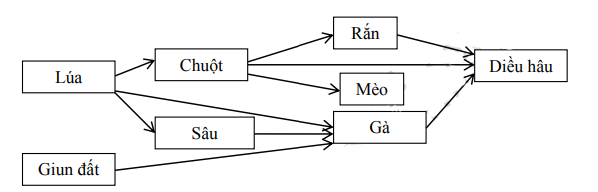 Rắn
Chuột
Diều hâu
Lúa
Mèo
Sâu
Gà
Giun đất